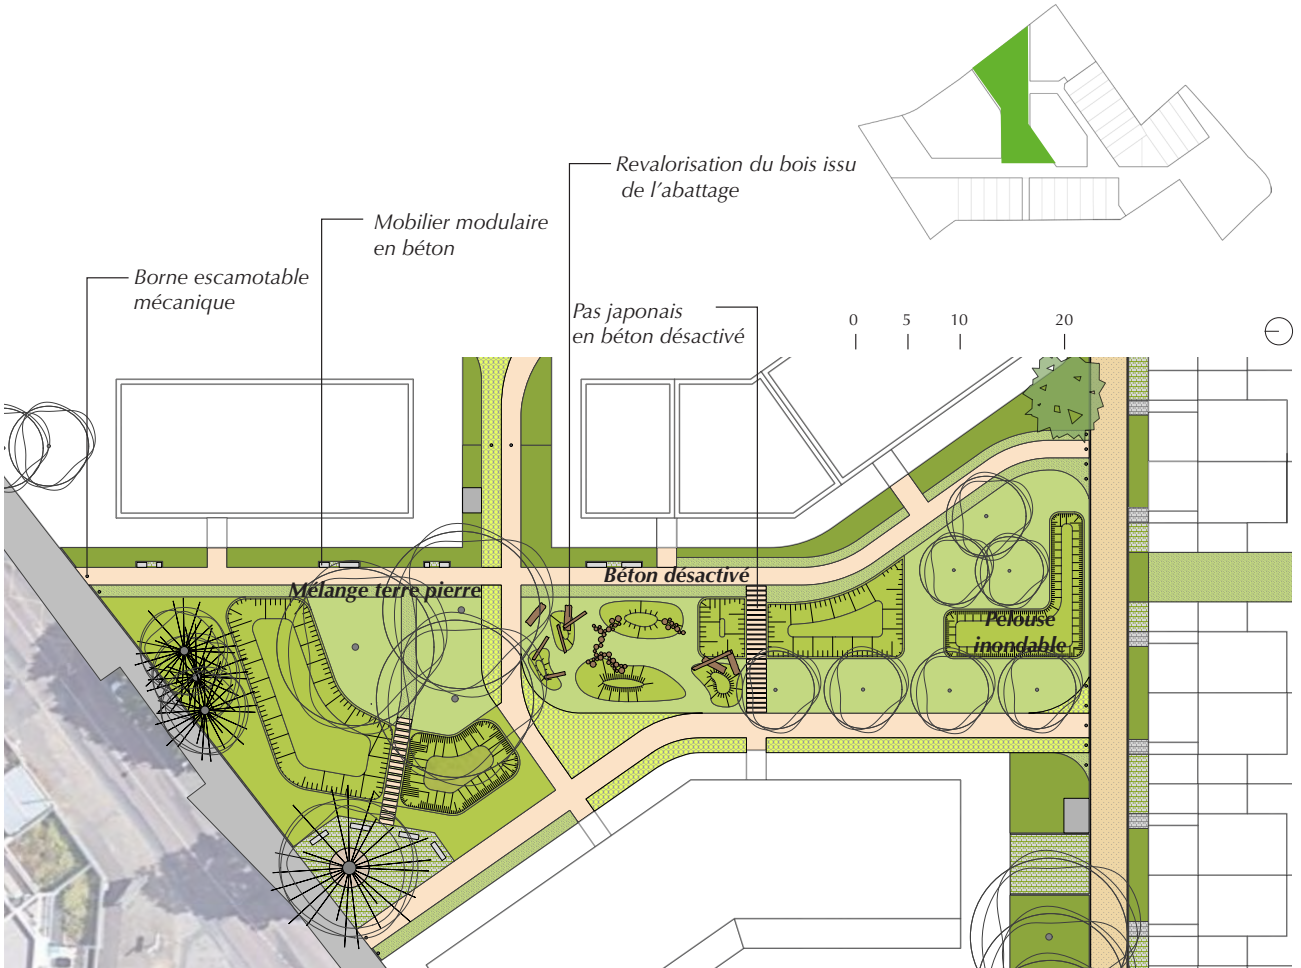 Revalorisation du bois issu
de l'abattage
Mobilier modulaire
en béton
Borne escamotable
mécanique
Pas japonais
en béton désactivé
0 5 10 20
Béton désactivé
Mélange terre pierre
Pelouse
inondable